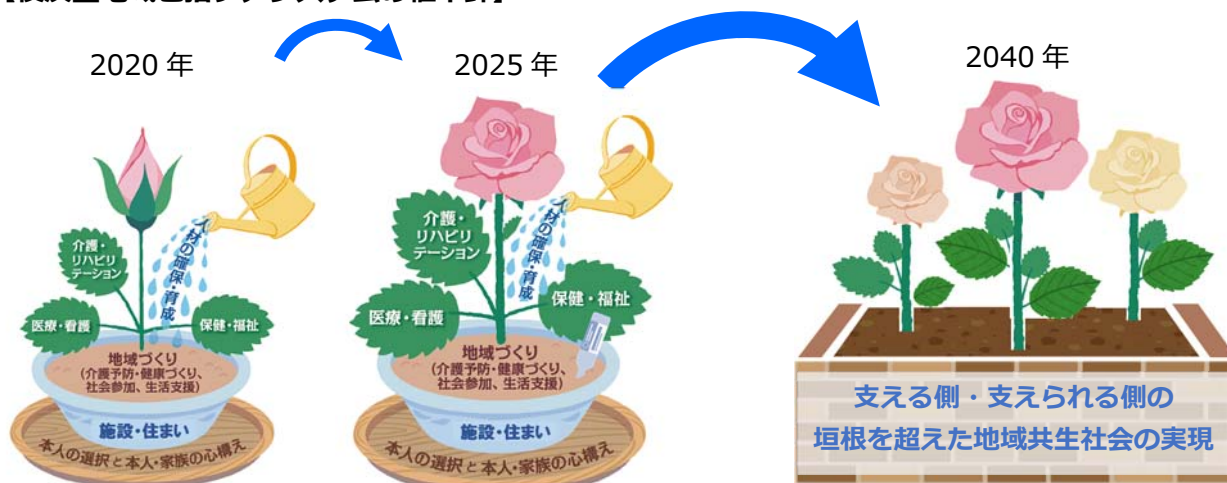 2020 年
2025 年
2040 年
人材の確保・育成
介護・
リハビリ
テーション
医療・看護
保健・福祉
地域づくり
(介護予防・健康づくり、
社会参加、生活支援)
施設・住まい
本人の選択と本人・家族の心構え
人材の確保・育成
介護・
リハビリ
テーション
医療・看護
保健・福祉
地域づくり
(介護予防・健康づくり、
社会参加、生活支援)
施設・住まい
本人の選択と本人・家族の心構え
支える側・支えられる側の
垣根を超えた地域共生社会の実現